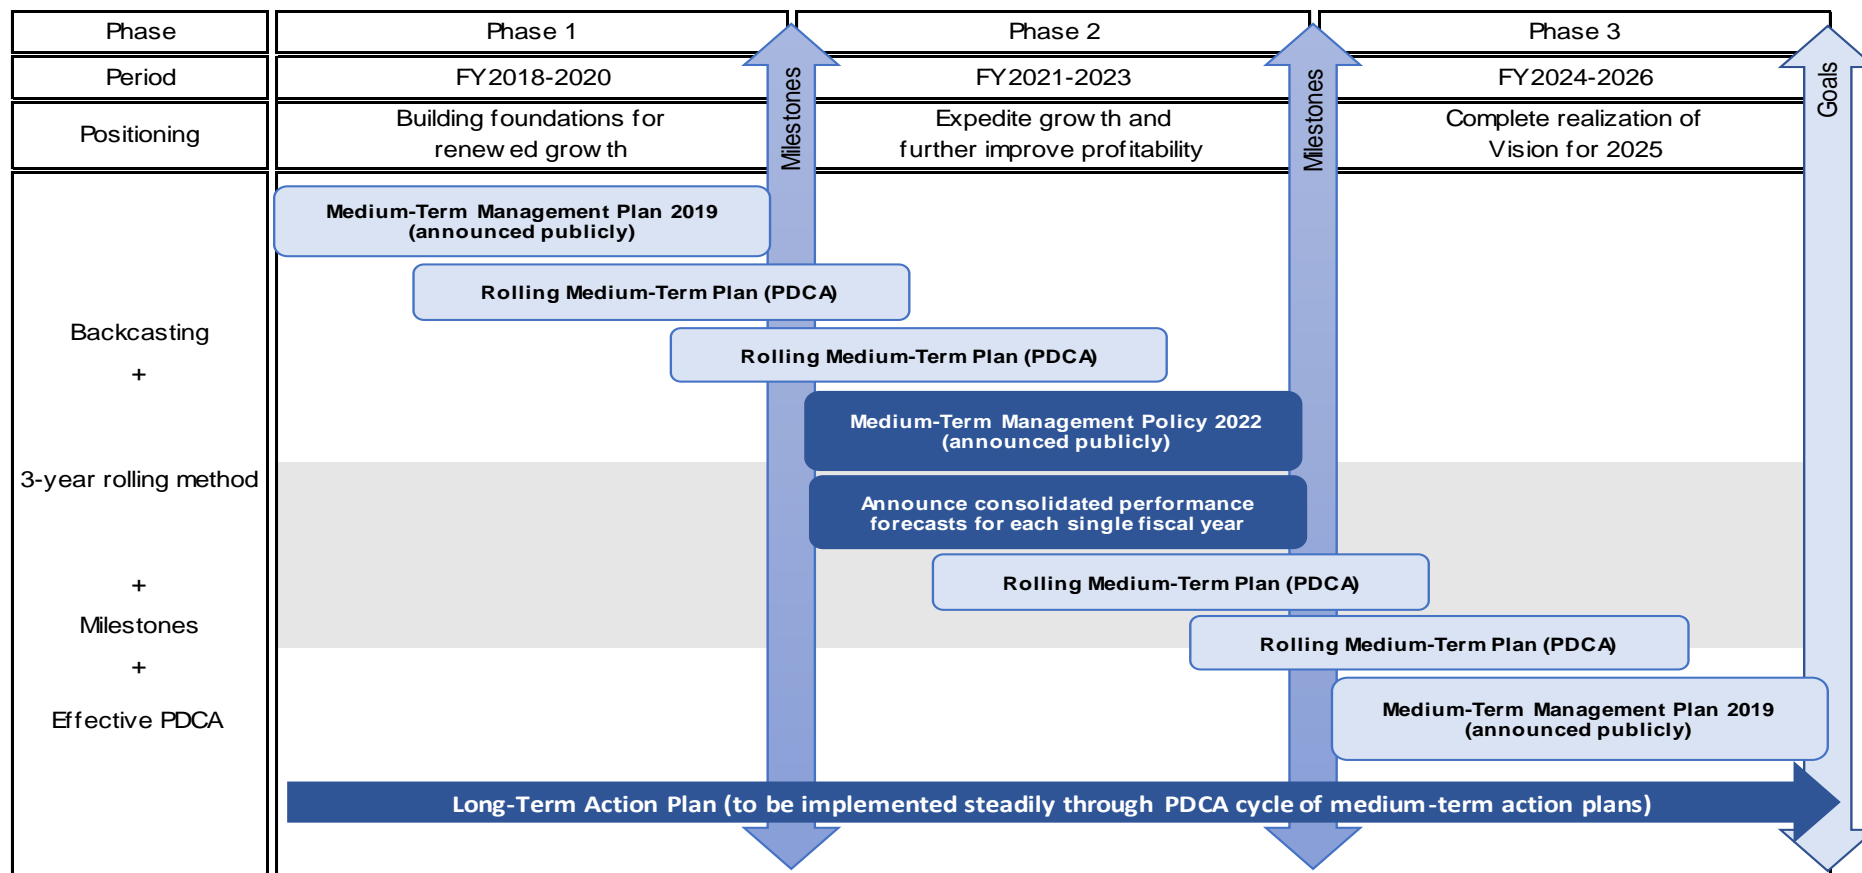 Phase
Phase 1
Phase 2
Phase 3
Period
FY2018-2020
FY2021-2023
FY2024-2026
Positioning
Building foundations for
renewed growth
Expedite growth and
further improve profitability
Complete realization of
Vision for 2025
Milestones
Milestones
Goals
Backcasting
+
3-year rolling method
+
Milestones
+
Effective PDCA
Medium-Term Management Plan 2019
(announced publicly)
Rolling Medium-Term Plan (PDCA)
Rolling Medium-Term Plan (PDCA)
Medium-Term Management Policy 2022
(announced publicly)
Announce consolidated performance
forecasts for each single fiscal year
Rolling Medium-Term Plan (PDCA)
Rolling Medium-Term Plan (PDCA)
Medium-Term Management Plan 2019
(announced publicly)
Long-Term Action Plan (to be implemented steadily through PDCA cycle of medium-term action plans)